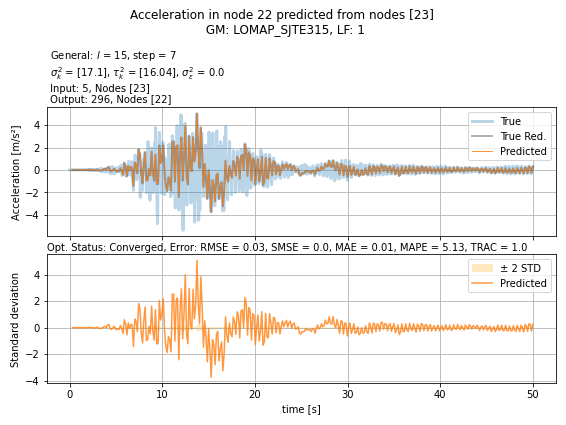 Acceleration in node 22 predicted from nodes [23]
GM: LOMAP_SJTE315, LF: 1
General: l = 15, step = 7
σ²ₖ = [17.1], τ²ₖ = [16.04], σ²ε = 0.0
Input: 5, Nodes [23]
Output: 296, Nodes [22]
Acceleration [m/s²]
4
2
0
−2
−4
True
True Red.
Predicted
Opt. Status: Converged, Error: RMSE = 0.03, SMSE = 0.0, MAE = 0.01, MAPE = 5.13, TRAC = 1.0
Standard deviation
4
2
0
−2
−4
± 2 STD
Predicted
0 10 20 30 40 50
time [s]